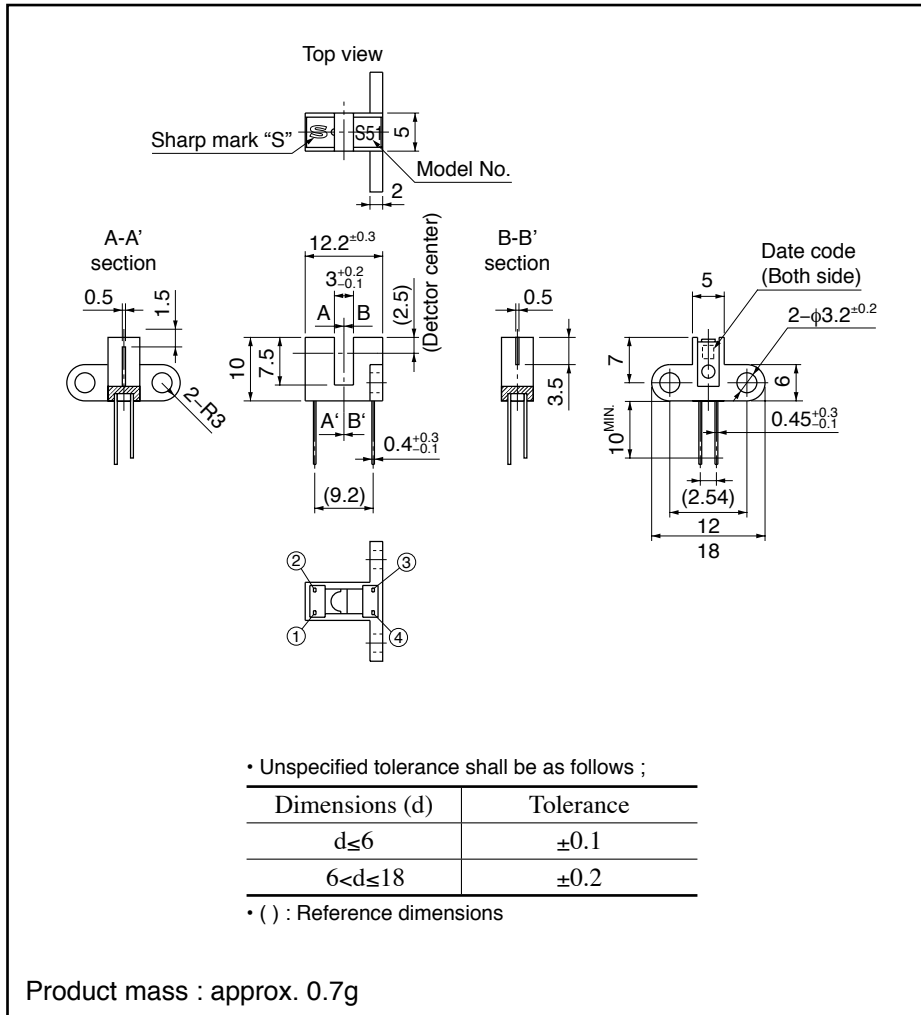 Top view
S S51
Sharp mark “S”
5
Model No.
2
A-A’
section
0.5
1.5
2–R3
12.2±0.3
3+0.2−0.1
A B
(2.5)
(Detctor center)
10
7.5
A‘ B‘
0.4+0.3−0.1
(9.2)
B-B’
section
0.5
3.5
Date code
(Both side)
5
2–ϕ3.2±0.2
7
6
10MIN.
0.45+0.3−0.1
(2.54)
12
18
② ③
① ④
• Unspecified tolerance shall be as follows ;
Dimensions (d) Tolerance
d≤6 ±0.1
6<d≤18 ±0.2
• ( ) : Reference dimensions
Product mass : approx. 0.7g